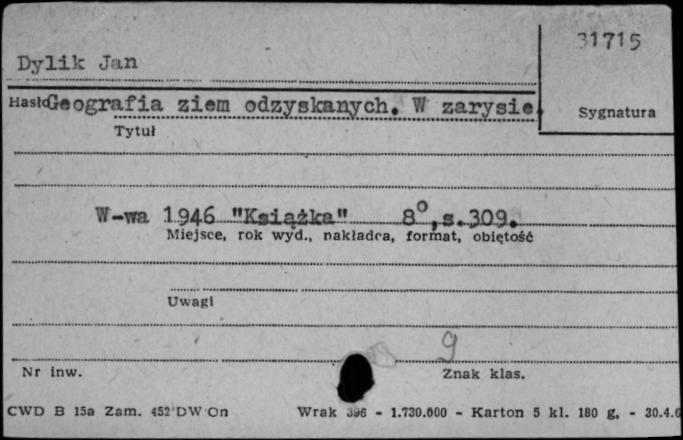 31715
Dylik Jan
Hasło Geografia ziem odzyskanych. W zarysie.
Sygnatura
Tytuł
W-wa 1946 "Książka" 8°, s. 309.
Miejsce, rok wyd., nakładca, format, obiętość
Uwagi
9
Nr inw.
Znak klas.
CWD B 15a Zam. 452 DW On Wrak 396 - 1.730.000 - Karton 5 kl. 180 g, - 30.4.6